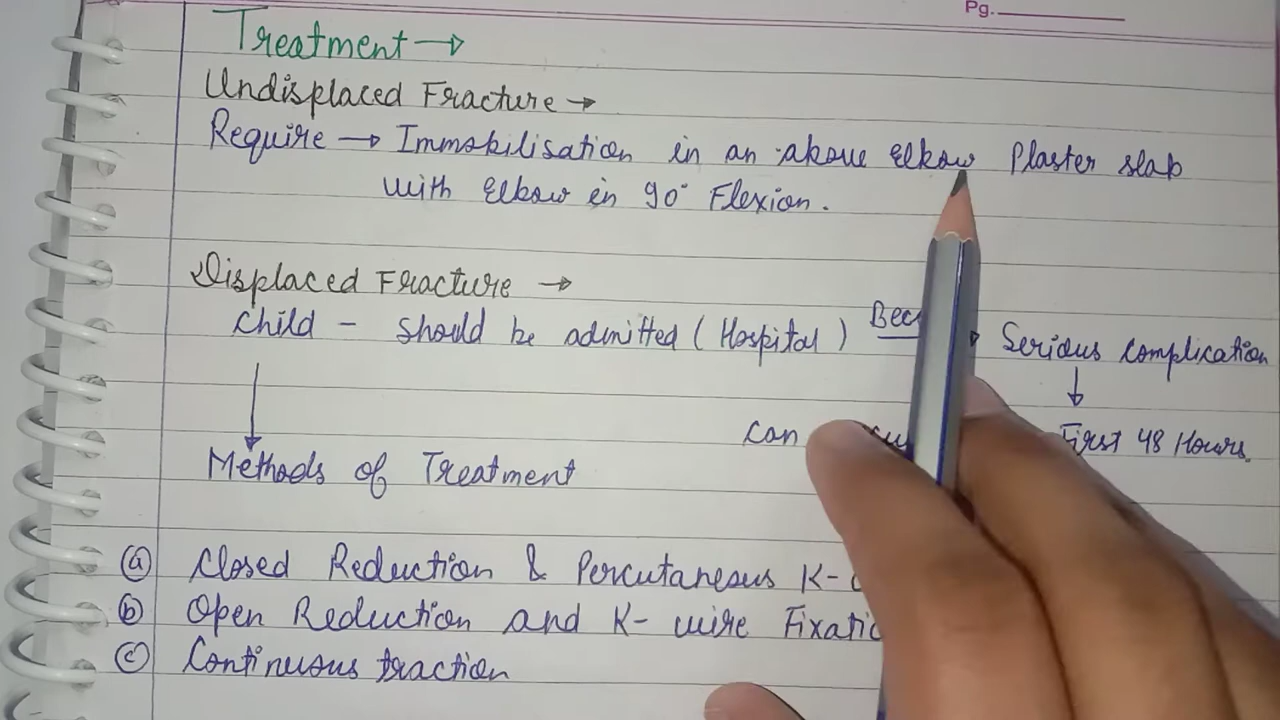 Pg.
Treatment →
Undisplaced Fracture →
Require → Immobilisation in an above Elbow Plaster slab
with Elbow in 90° Flexion.
Displaced Fracture →
Child - Should be admitted (Hospital) Serious Complication
Can First 48 Hours.
Methods of Treatment
(a) Closed Reduction & Percutaneous K-
(b) Open Reduction and K-wire
(c) Continuous traction